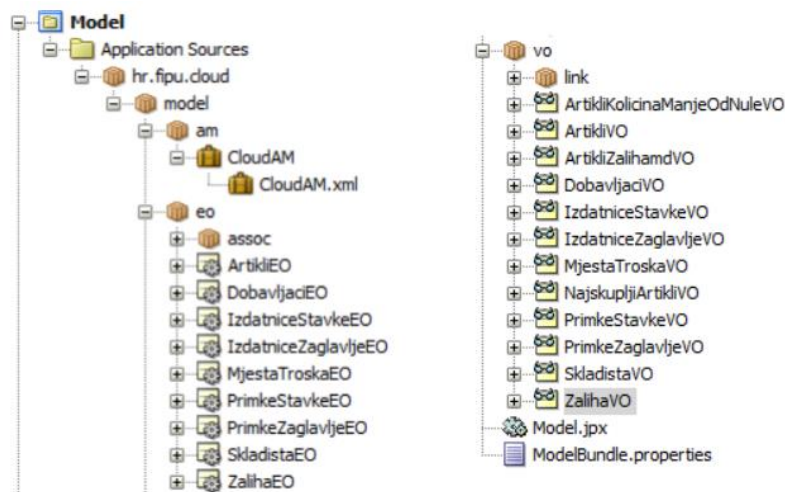 Model
Application Sources
hr.fipu.cloud
model
am
CloudAM
CloudAM.xml
eo
assoc
ArtikliEO
DobavljaciEO
IzdatniceStavkeEO
IzdatniceZaglavljeEO
MjestaTroskaEO
PrimkeStavkeEO
PrimkeZaglavljeEO
SkladistaEO
ZalihaEO
vo
link
ArtikliKolicinaManjeOdNuleVO
ArtikliVO
ArtikliZalihamdVO
DobavljaciVO
IzdatniceStavkeVO
IzdatniceZaglavljeVO
MjestaTroskaVO
NajskupljiArtikliVO
PrimkeStavkeVO
PrimkeZaglavljeVO
SkladistaVO
ZalihaVO
Model.jpx
ModelBundle.properties